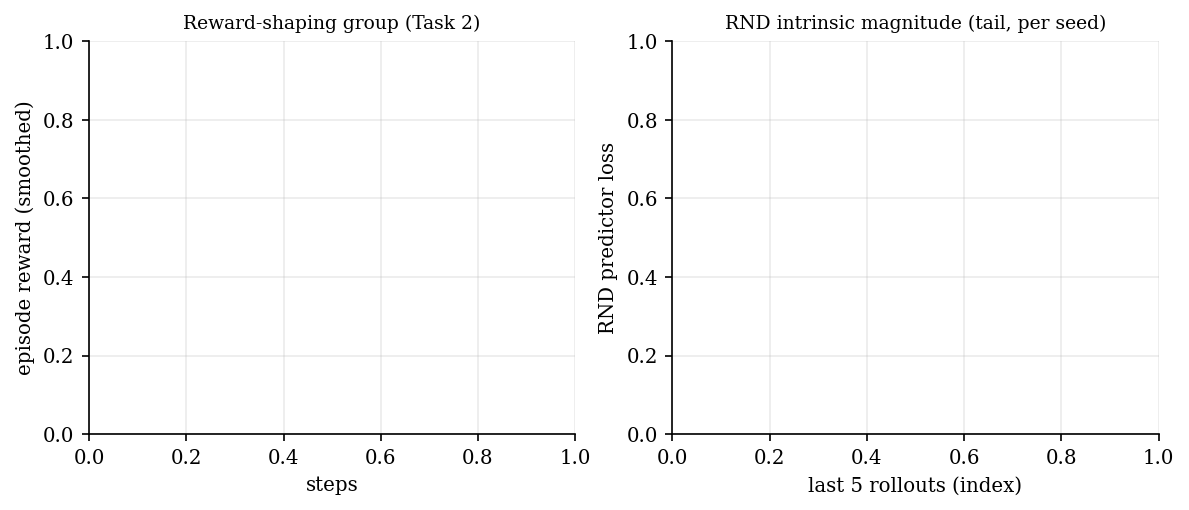 Reward-shaping group (Task 2)
episode reward (smoothed)
1.0
0.8
0.6
0.4
0.2
0.0
0.0 0.2 0.4 0.6 0.8 1.0
steps
RND intrinsic magnitude (tail, per seed)
RND predictor loss
1.0
0.8
0.6
0.4
0.2
0.0
0.0 0.2 0.4 0.6 0.8 1.0
last 5 rollouts (index)